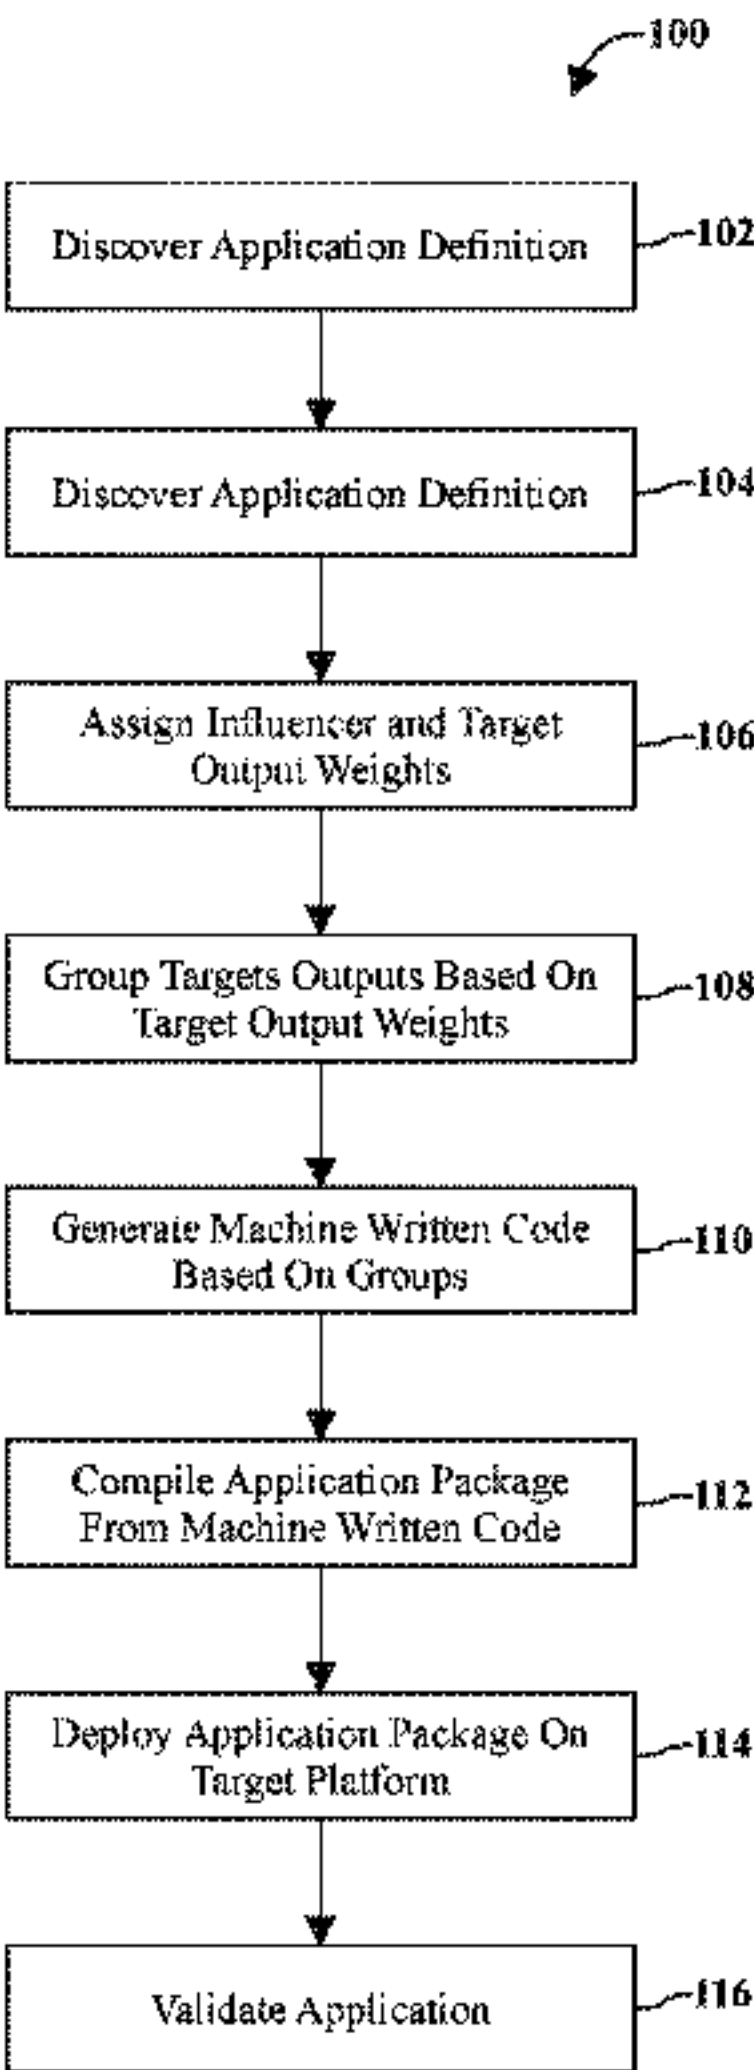 100
Discover Application Definition
102
Discover Application Definition
104
Assign Influencer and Target
Output Weights
106
Group Targets Outputs Based On
Target Output Weights
108
Generate Machine Written Code
Based On Groups
110
Compile Application Package
From Machine Written Code
112
Deploy Application Package On
Target Platform
114
Validate Application
116